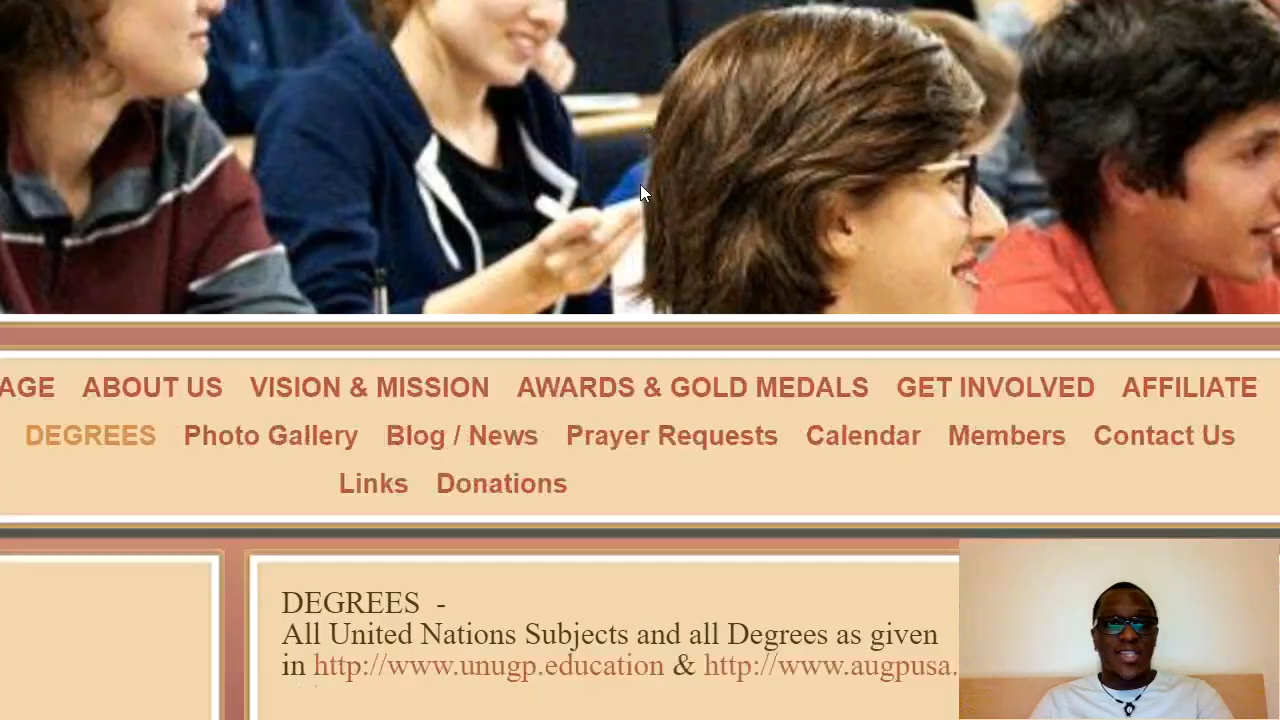 AGE ABOUT US VISION & MISSION AWARDS & GOLD MEDALS GET INVOLVED AFFILIATE
DEGREES Photo Gallery Blog / News Prayer Requests Calendar Members Contact Us
Links Donations
DEGREES -
All United Nations Subjects and all Degrees as given
in http://www.unugp.education & http://www.augpusa.